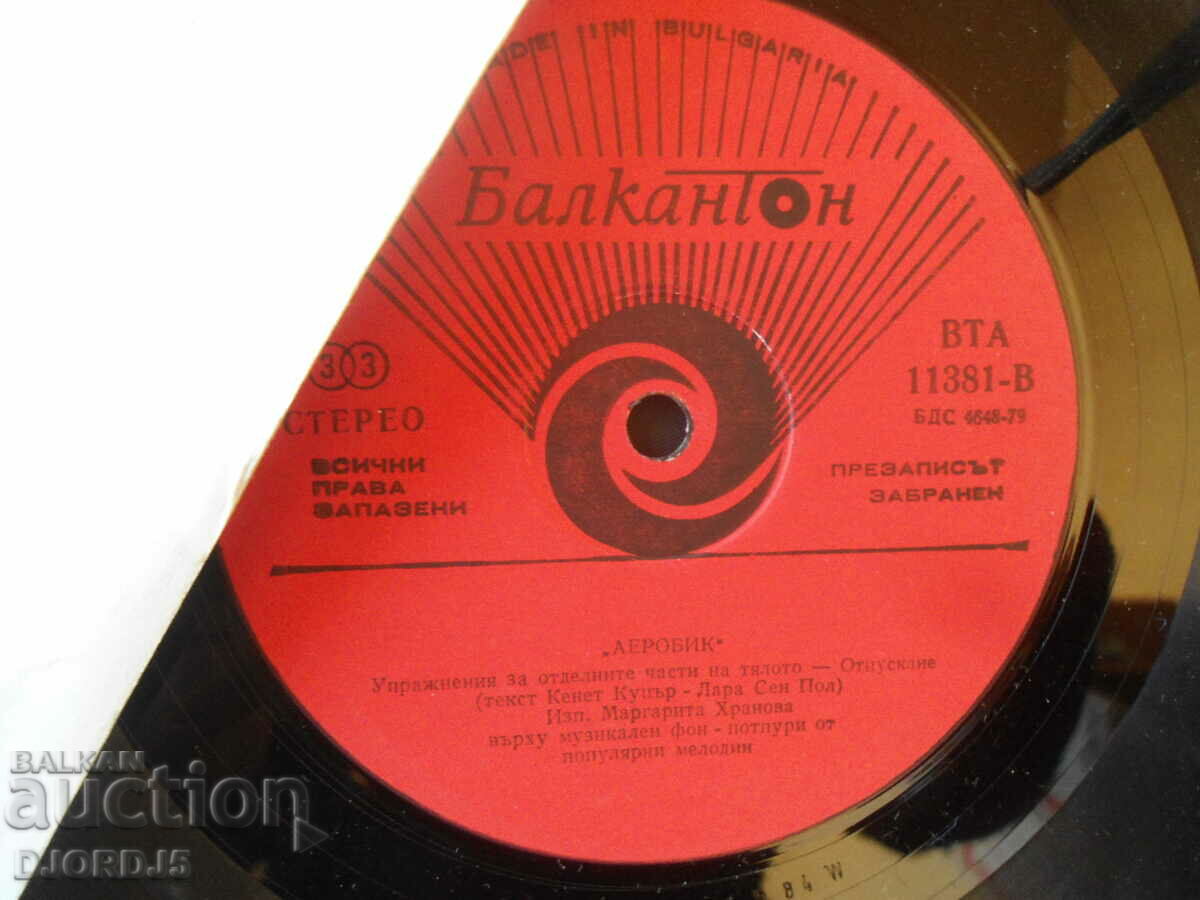 ADE IN BULGARIA
Балкантон
33
СТЕРЕО
ВСИЧКИ
ПРАВА
ЗАПАЗЕНИ
ВТА
11381-В
БДС 4648-79
ПРЕЗАПИСЪТ
ЗАБРАНЕН
„АЕРОБИК"
Упражнения за отделните части на тялото — Отпускане
(текст Кенет Купър - Лара Сен Пол)
Изп. Маргарита Хранова
върху музикален фон - потпури от
популярни мелодии
84 W
BALKAN
auction
DJORDJ5